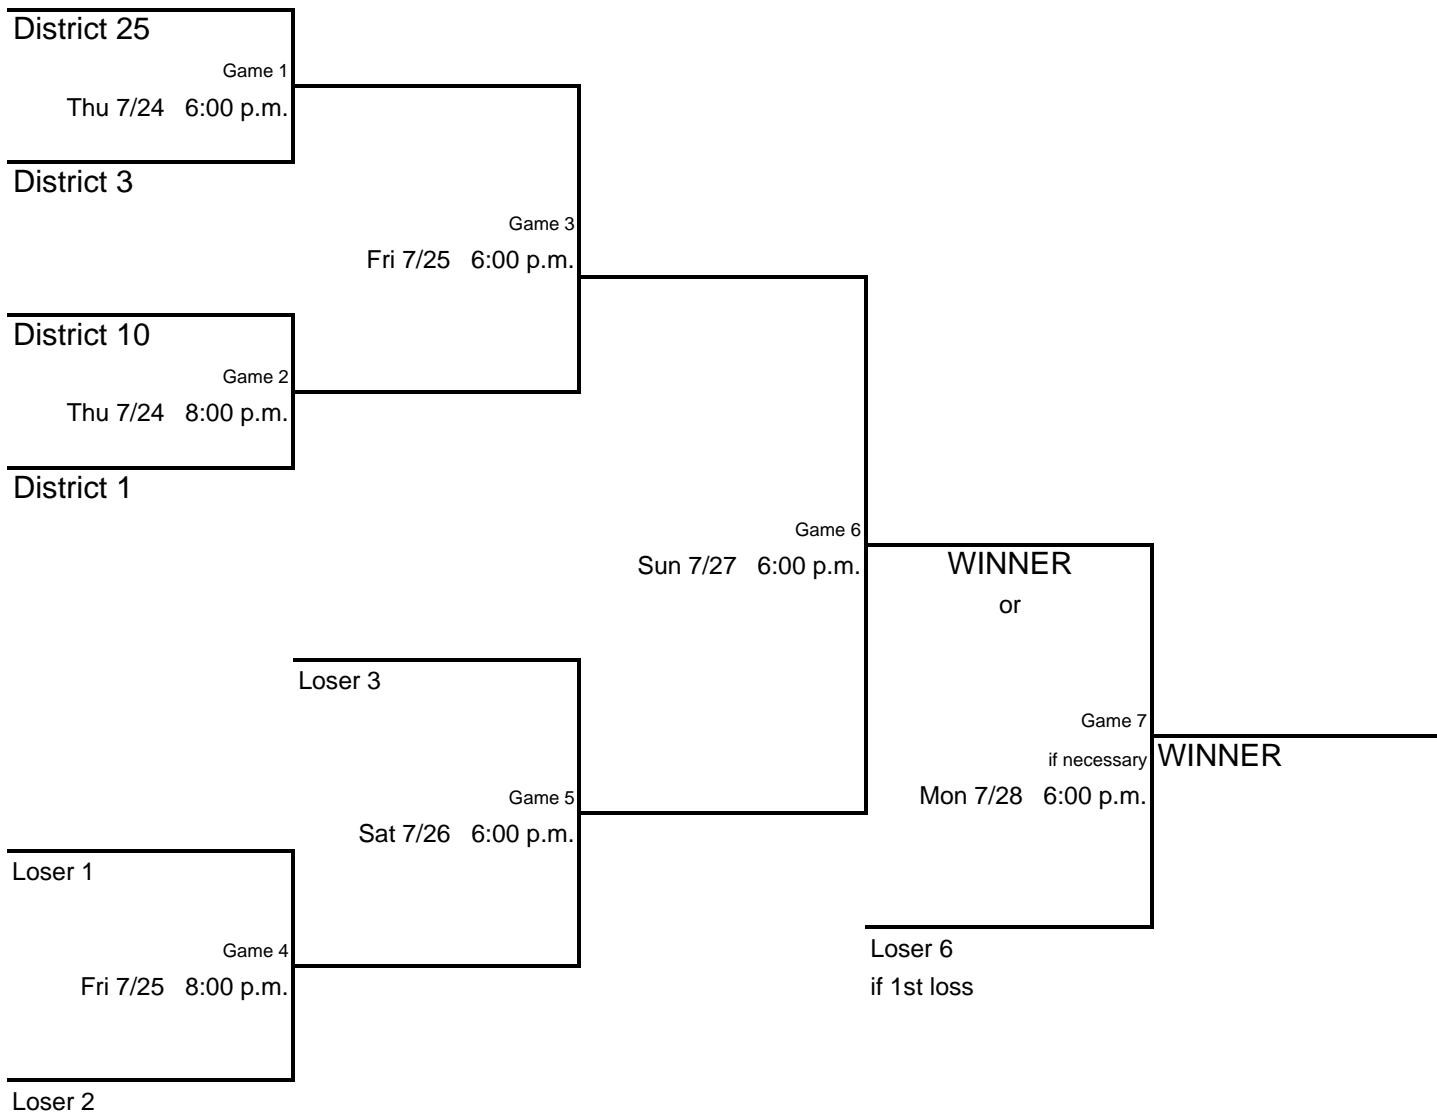 District 25
Game 1
Thu 7/24 6:00 p.m.
District 3
Game 3
Fri 7/25 6:00 p.m.
District 10
Game 2
Thu 7/24 8:00 p.m.
District 1
Game 6
Sun 7/27 6:00 p.m.
WINNER
or
Loser 3
Game 7
if necessary
WINNER
Mon 7/28 6:00 p.m.
Game 5
Sat 7/26 6:00 p.m.
Loser 1
Game 4
Fri 7/25 8:00 p.m.
Loser 6
if 1st loss
Loser 2